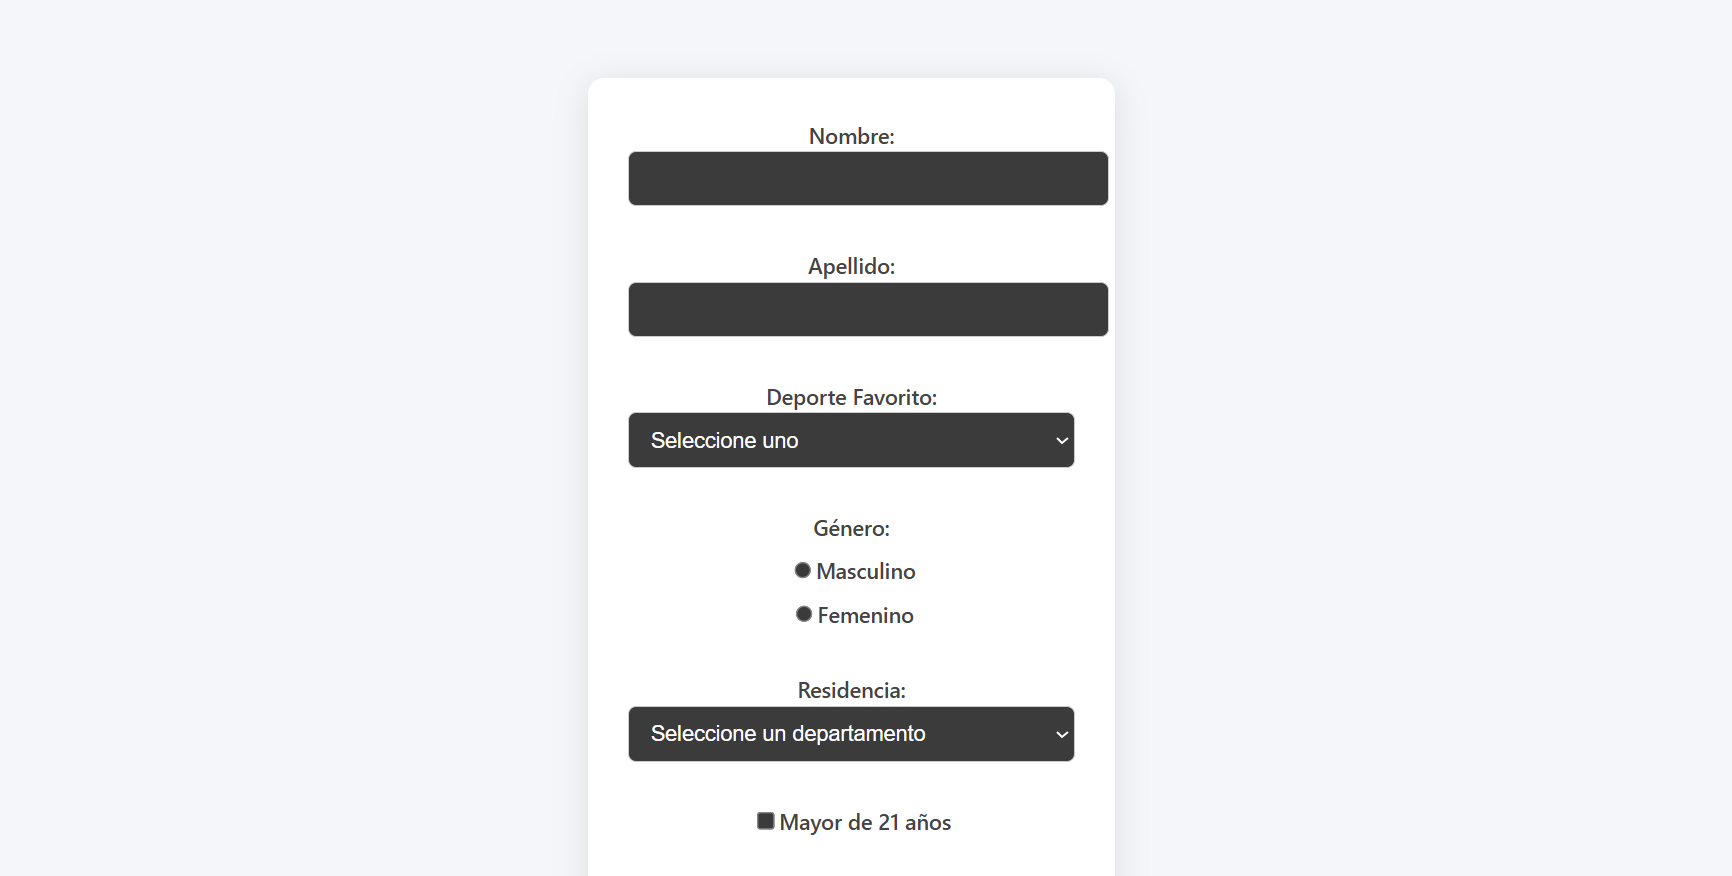 Nombre:
Apellido:
Deporte Favorito:
Seleccione uno
Género:
Masculino
Femenino
Residencia:
Seleccione un departamento
Mayor de 21 años